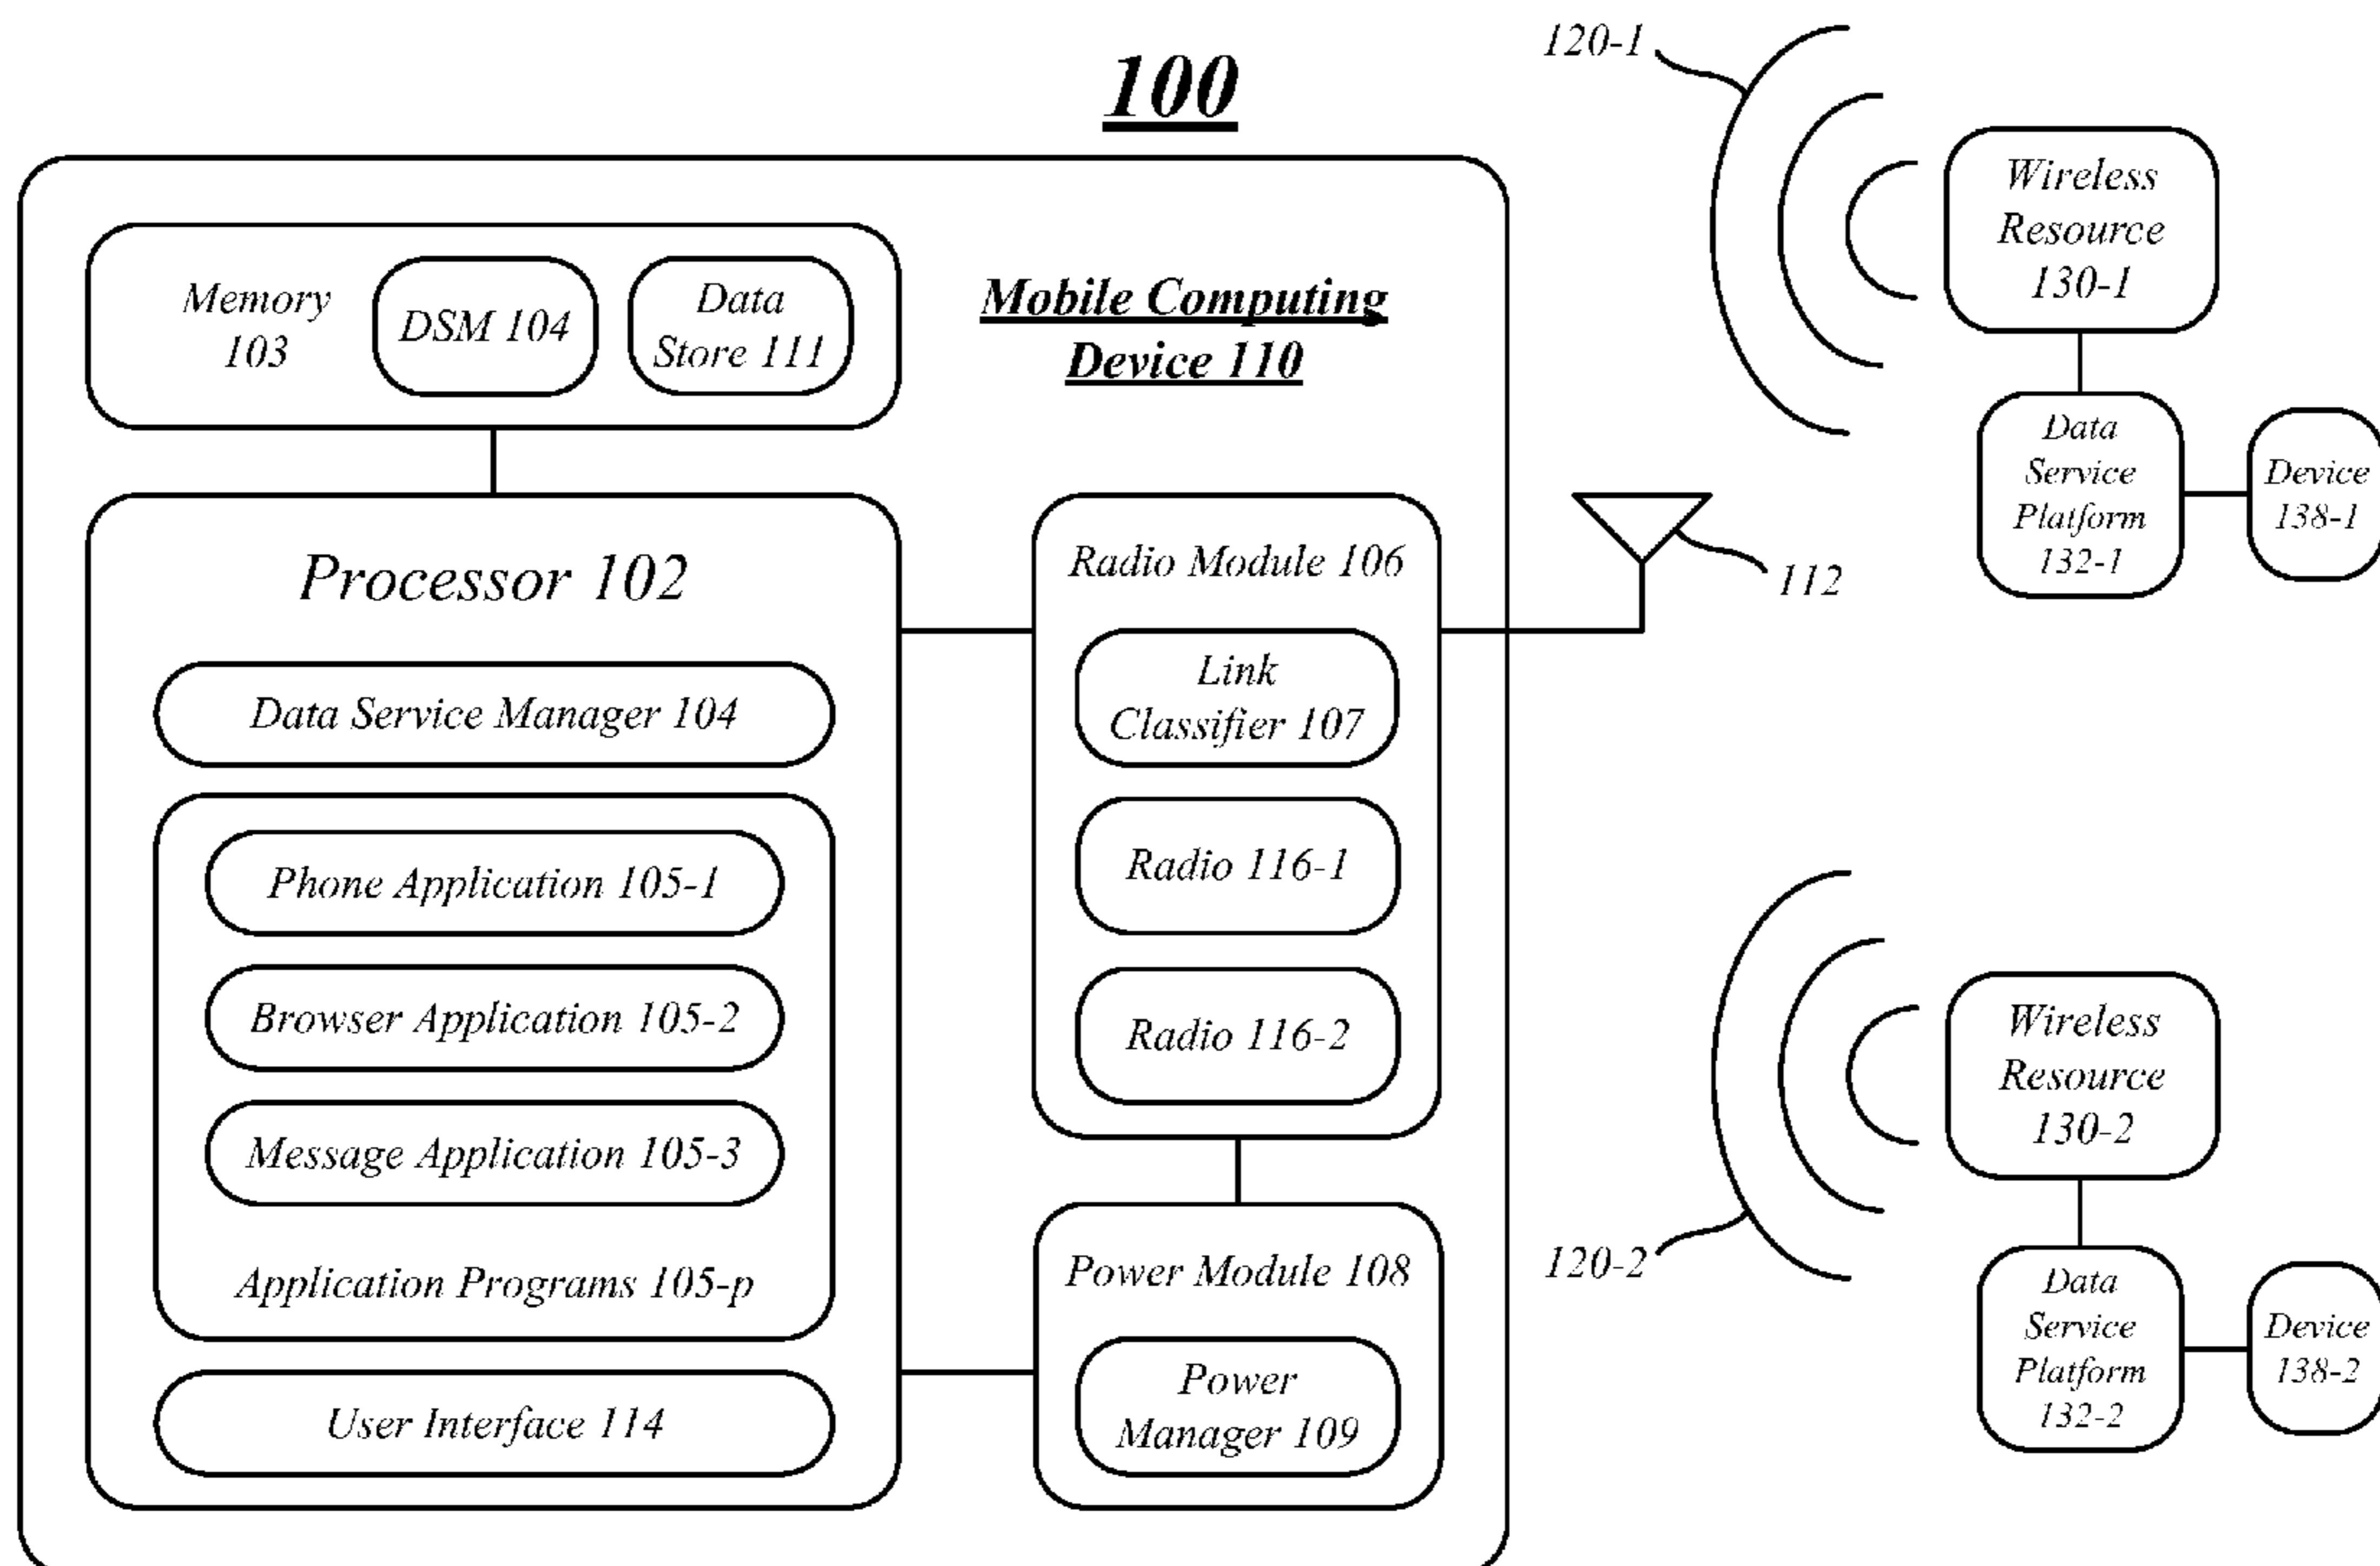 100
Mobile Computing
Device 110
Memory
103
DSM 104
Data
Store 111
Processor 102
Data Service Manager 104
Phone Application 105-1
Browser Application 105-2
Message Application 105-3
Application Programs 105-p
User Interface 114
Radio Module 106
Link
Classifier 107
Radio 116-1
Radio 116-2
Power Module 108
Power
Manager 109
112
120-1
Wireless
Resource
130-1
Data
Service
Platform
132-1
Device
138-1
120-2
Wireless
Resource
130-2
Data
Service
Platform
132-2
Device
138-2